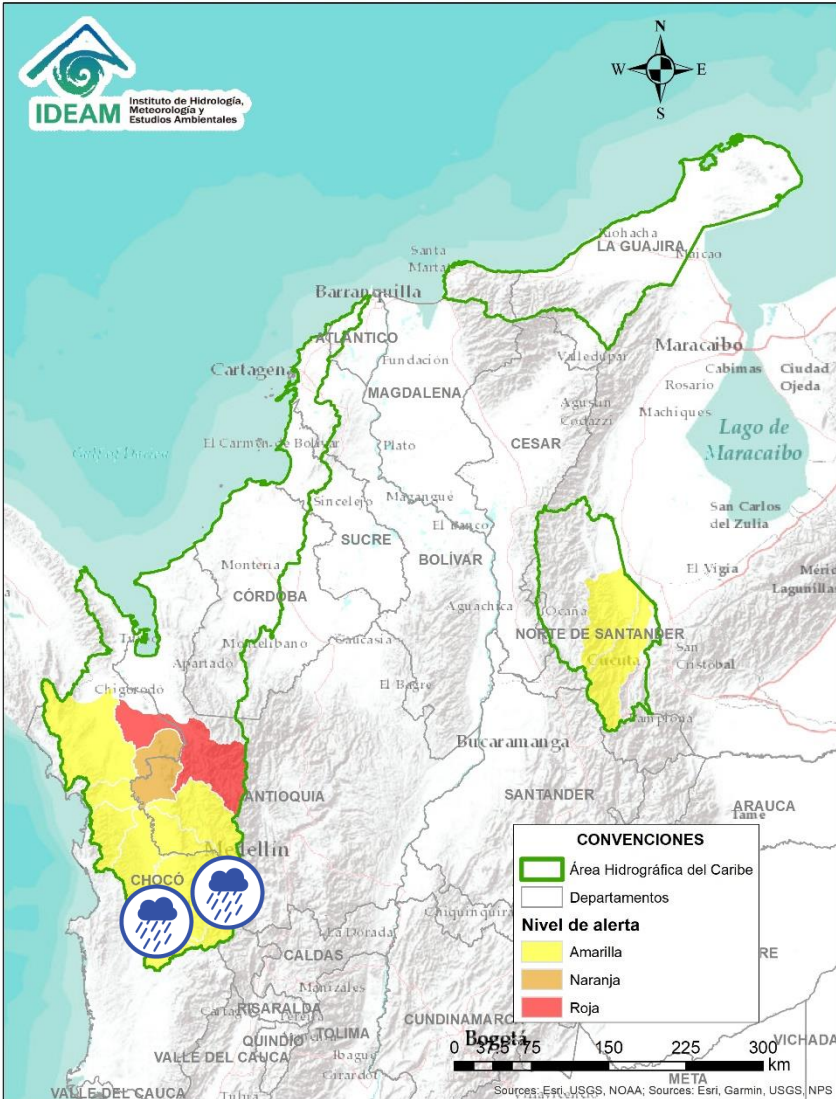 IDEAM
Instituto de Hidrología,
Meteorología y
Estudios Ambientales
N
W
E
S
Riohacha
LA GUAJIRA
Maicao
Santa
Marta
Barranquilla
ATLÁNTICO
Fundación
Valledupar
Maracaibo
Cartagena
MAGDALENA
Cabimas
Ciudad
Ojeda
Rosario
Agustín
Codazzi
Machiques
El Carmen de Bolívar
Plato
CESAR
Lago de
Maracaibo
Sincelejo
Magangué
San Carlos
del Zulia
El Banco
SUCRE
BOLÍVAR
Montería
El Vigía
CÓRDOBA
Lagunillas
Aguachica
Ocaña
Montelíbano
Caucasia
NORTE DE SANTANDER
Apartadó
Cúcuta
San
Cristóbal
Chigorodó
El Bagre
Pamplona
Bucaramanga
ANTIOQUIA
SANTANDER
ARAUCA
Tame
Medellín
CHOCÓ
Chiquinquirá
La Dorada
CALDAS
Manizales
RISARALDA
CUNDINAMARC
QUINDÍO
TOLIMA
Bogotá
VICHADA
VALLE DEL CAUCA
Ibagué
Girardot
META
VALLE DEL CAUCA
Tuluá
CONVENCIONES
Área Hidrográfica del Caribe
Departamentos
Nivel de alerta
Amarilla
Naranja
Roja
0 37,5 75 150 225 300
km
Sources: Esri, USGS, NOAA; Sources: Esri, Garmin, USGS, NPS